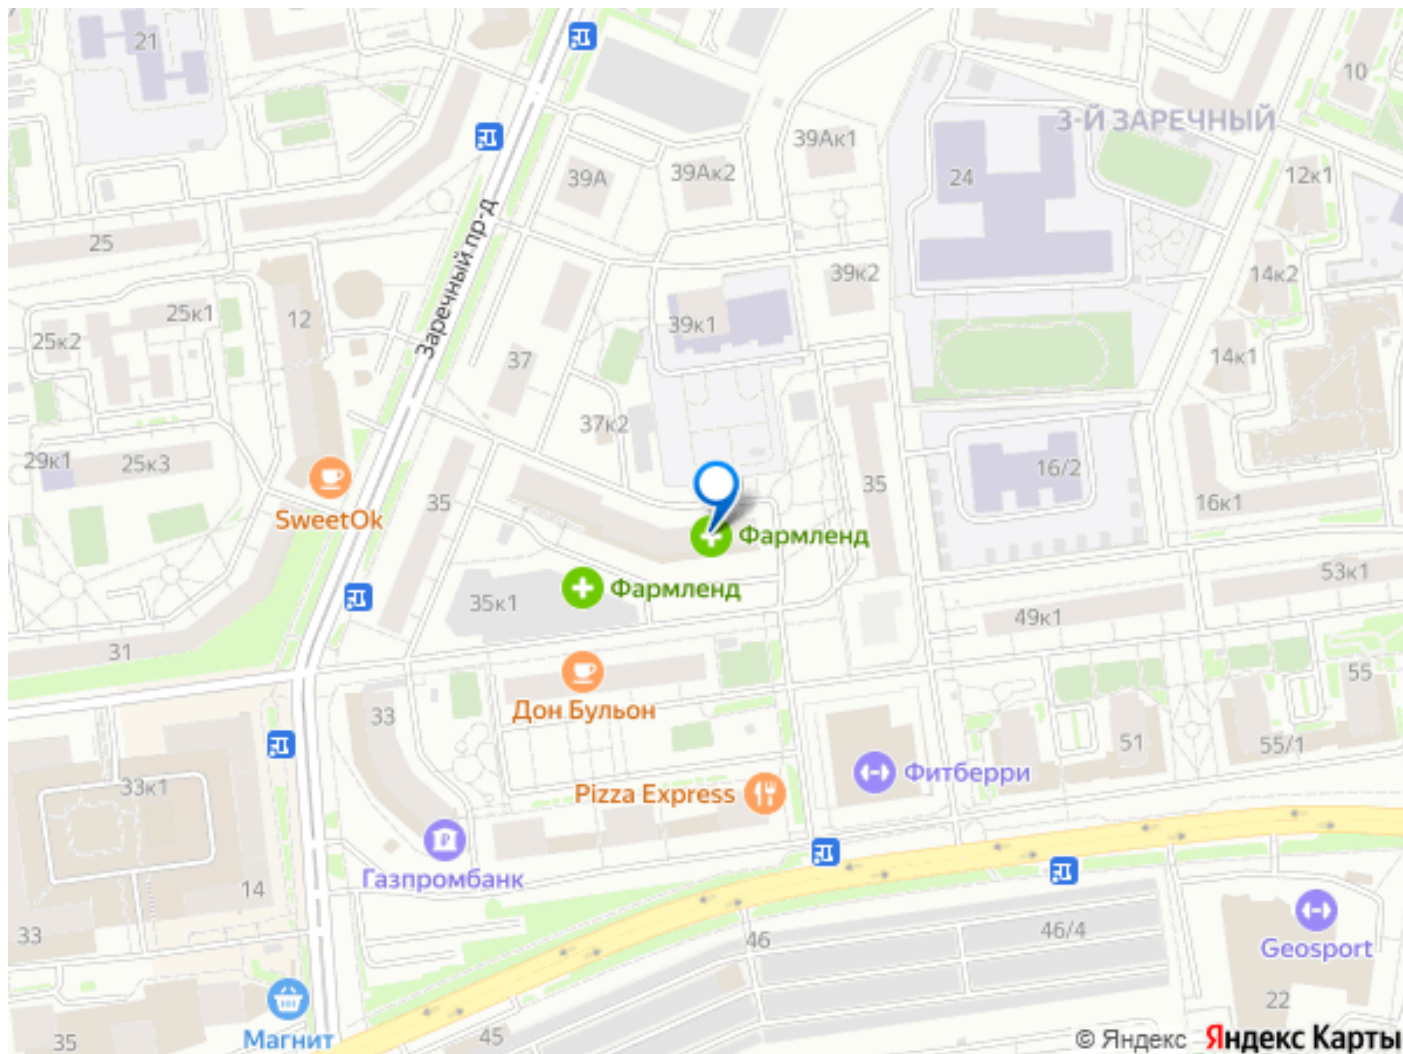 21
10
3-Й ЗАРЕЧНЫЙ
39Ак1
39А
39Ак2
24
12к1
Заречный пр-д
25
39к2
14к2
25к1
12
39к1
25к2
37
14к1
37к2
29к1
25к3
16/2
35
35
16к1
SweetOk
Фармленд
Фармленд
53к1
35к1
49к1
31
55
Дон Бульон
33
51
55/1
33к1
Фитберри
Pizza Express
Газпромбанк
14
33
46
46/4
Geosport
22
Магнит
45
35
© Яндекс Яндекс Карты